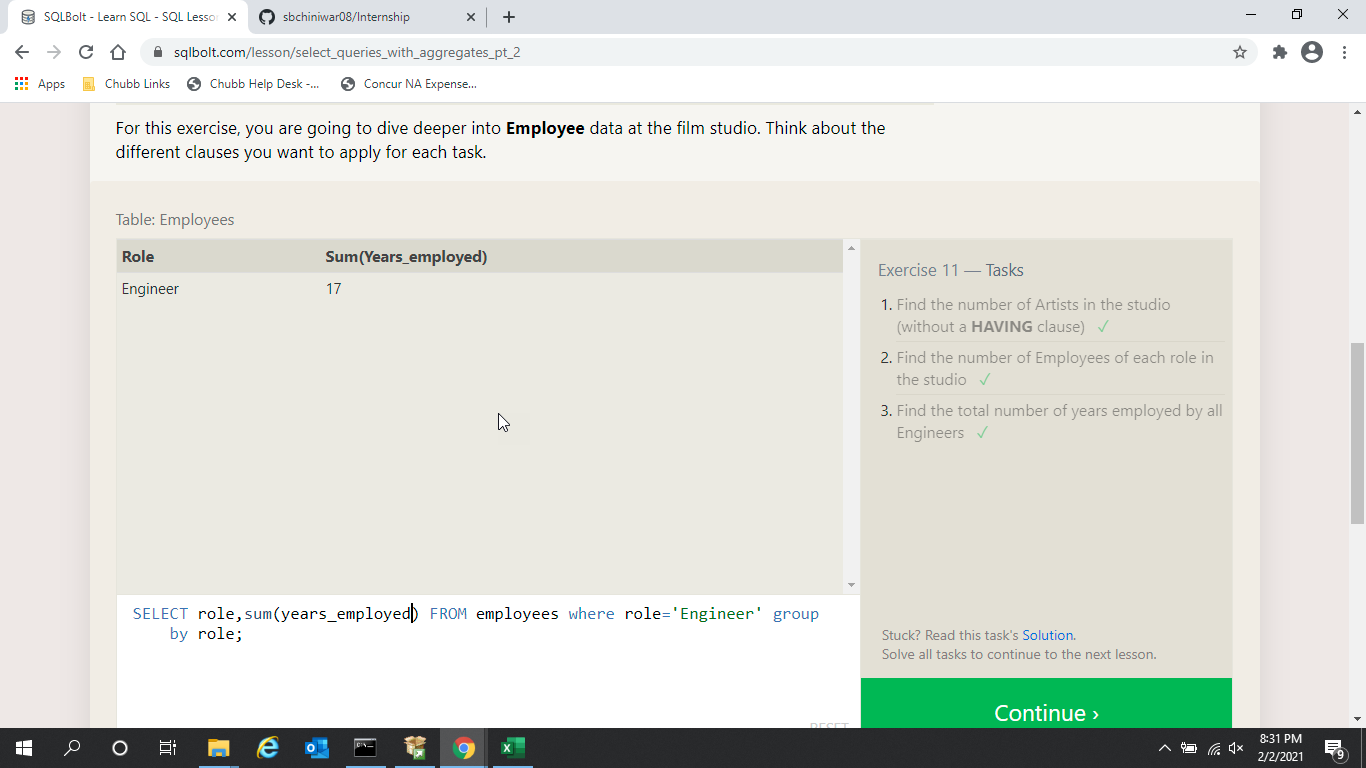 SQLBolt - Learn SQL - SQL Lesson
sbchiniwar08/Internship
sqlbolt.com/lesson/select_queries_with_aggregates_pt_2
Apps
Chubb Links
Chubb Help Desk -...
Concur NA Expense...
For this exercise, you are going to dive deeper into Employee data at the film studio. Think about the
different clauses you want to apply for each task.
Table: Employees
Role Sum(Years_employed)
Engineer 17
SELECT role,sum(years_employed) FROM employees where role='Engineer' group
by role;
RESET
Exercise 11 — Tasks
1. Find the number of Artists in the studio
(without a HAVING clause) ✓
2. Find the number of Employees of each role in
the studio ✓
3. Find the total number of years employed by all
Engineers ✓
Stuck? Read this task's Solution.
Solve all tasks to continue to the next lesson.
Continue ›
8:31 PM
2/2/2021
9